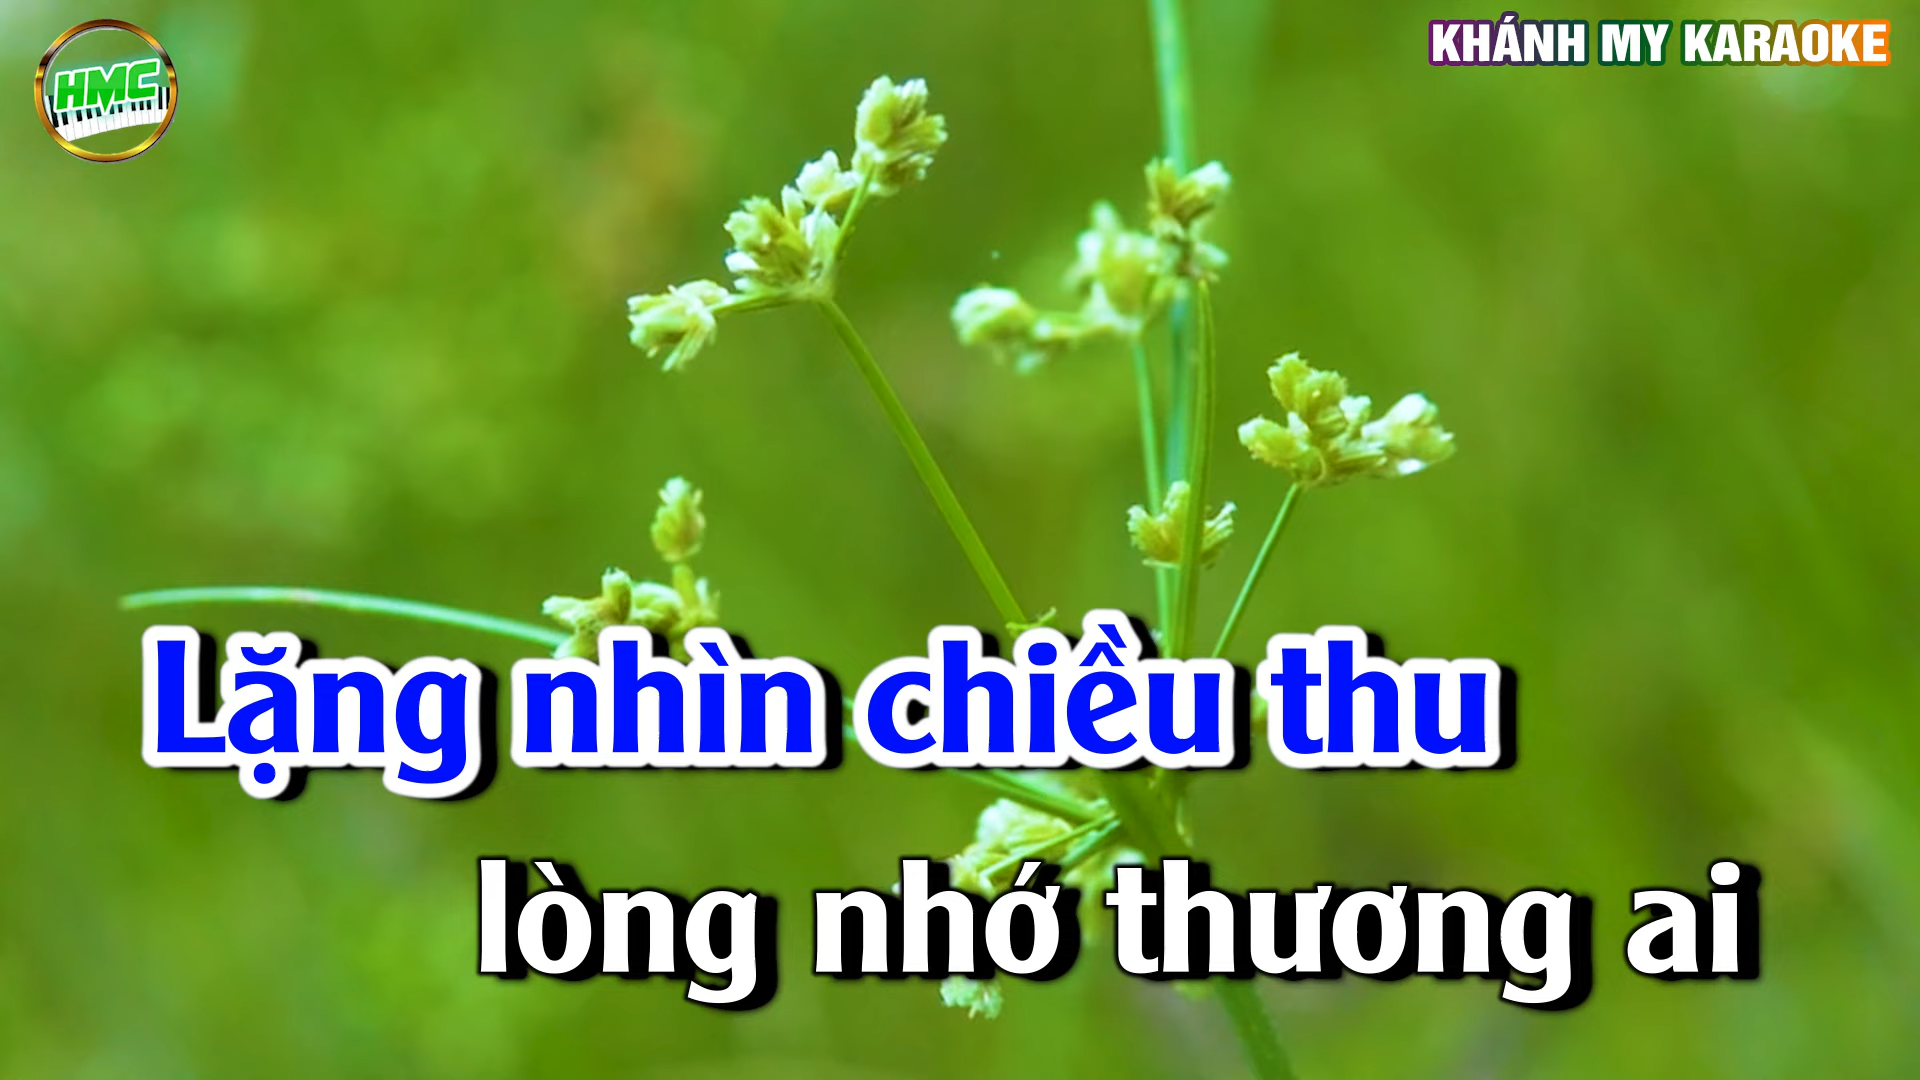 HMC
KHÁNH MY KARAOKE
Lặng nhìn chiều thu
lòng nhớ thương ai